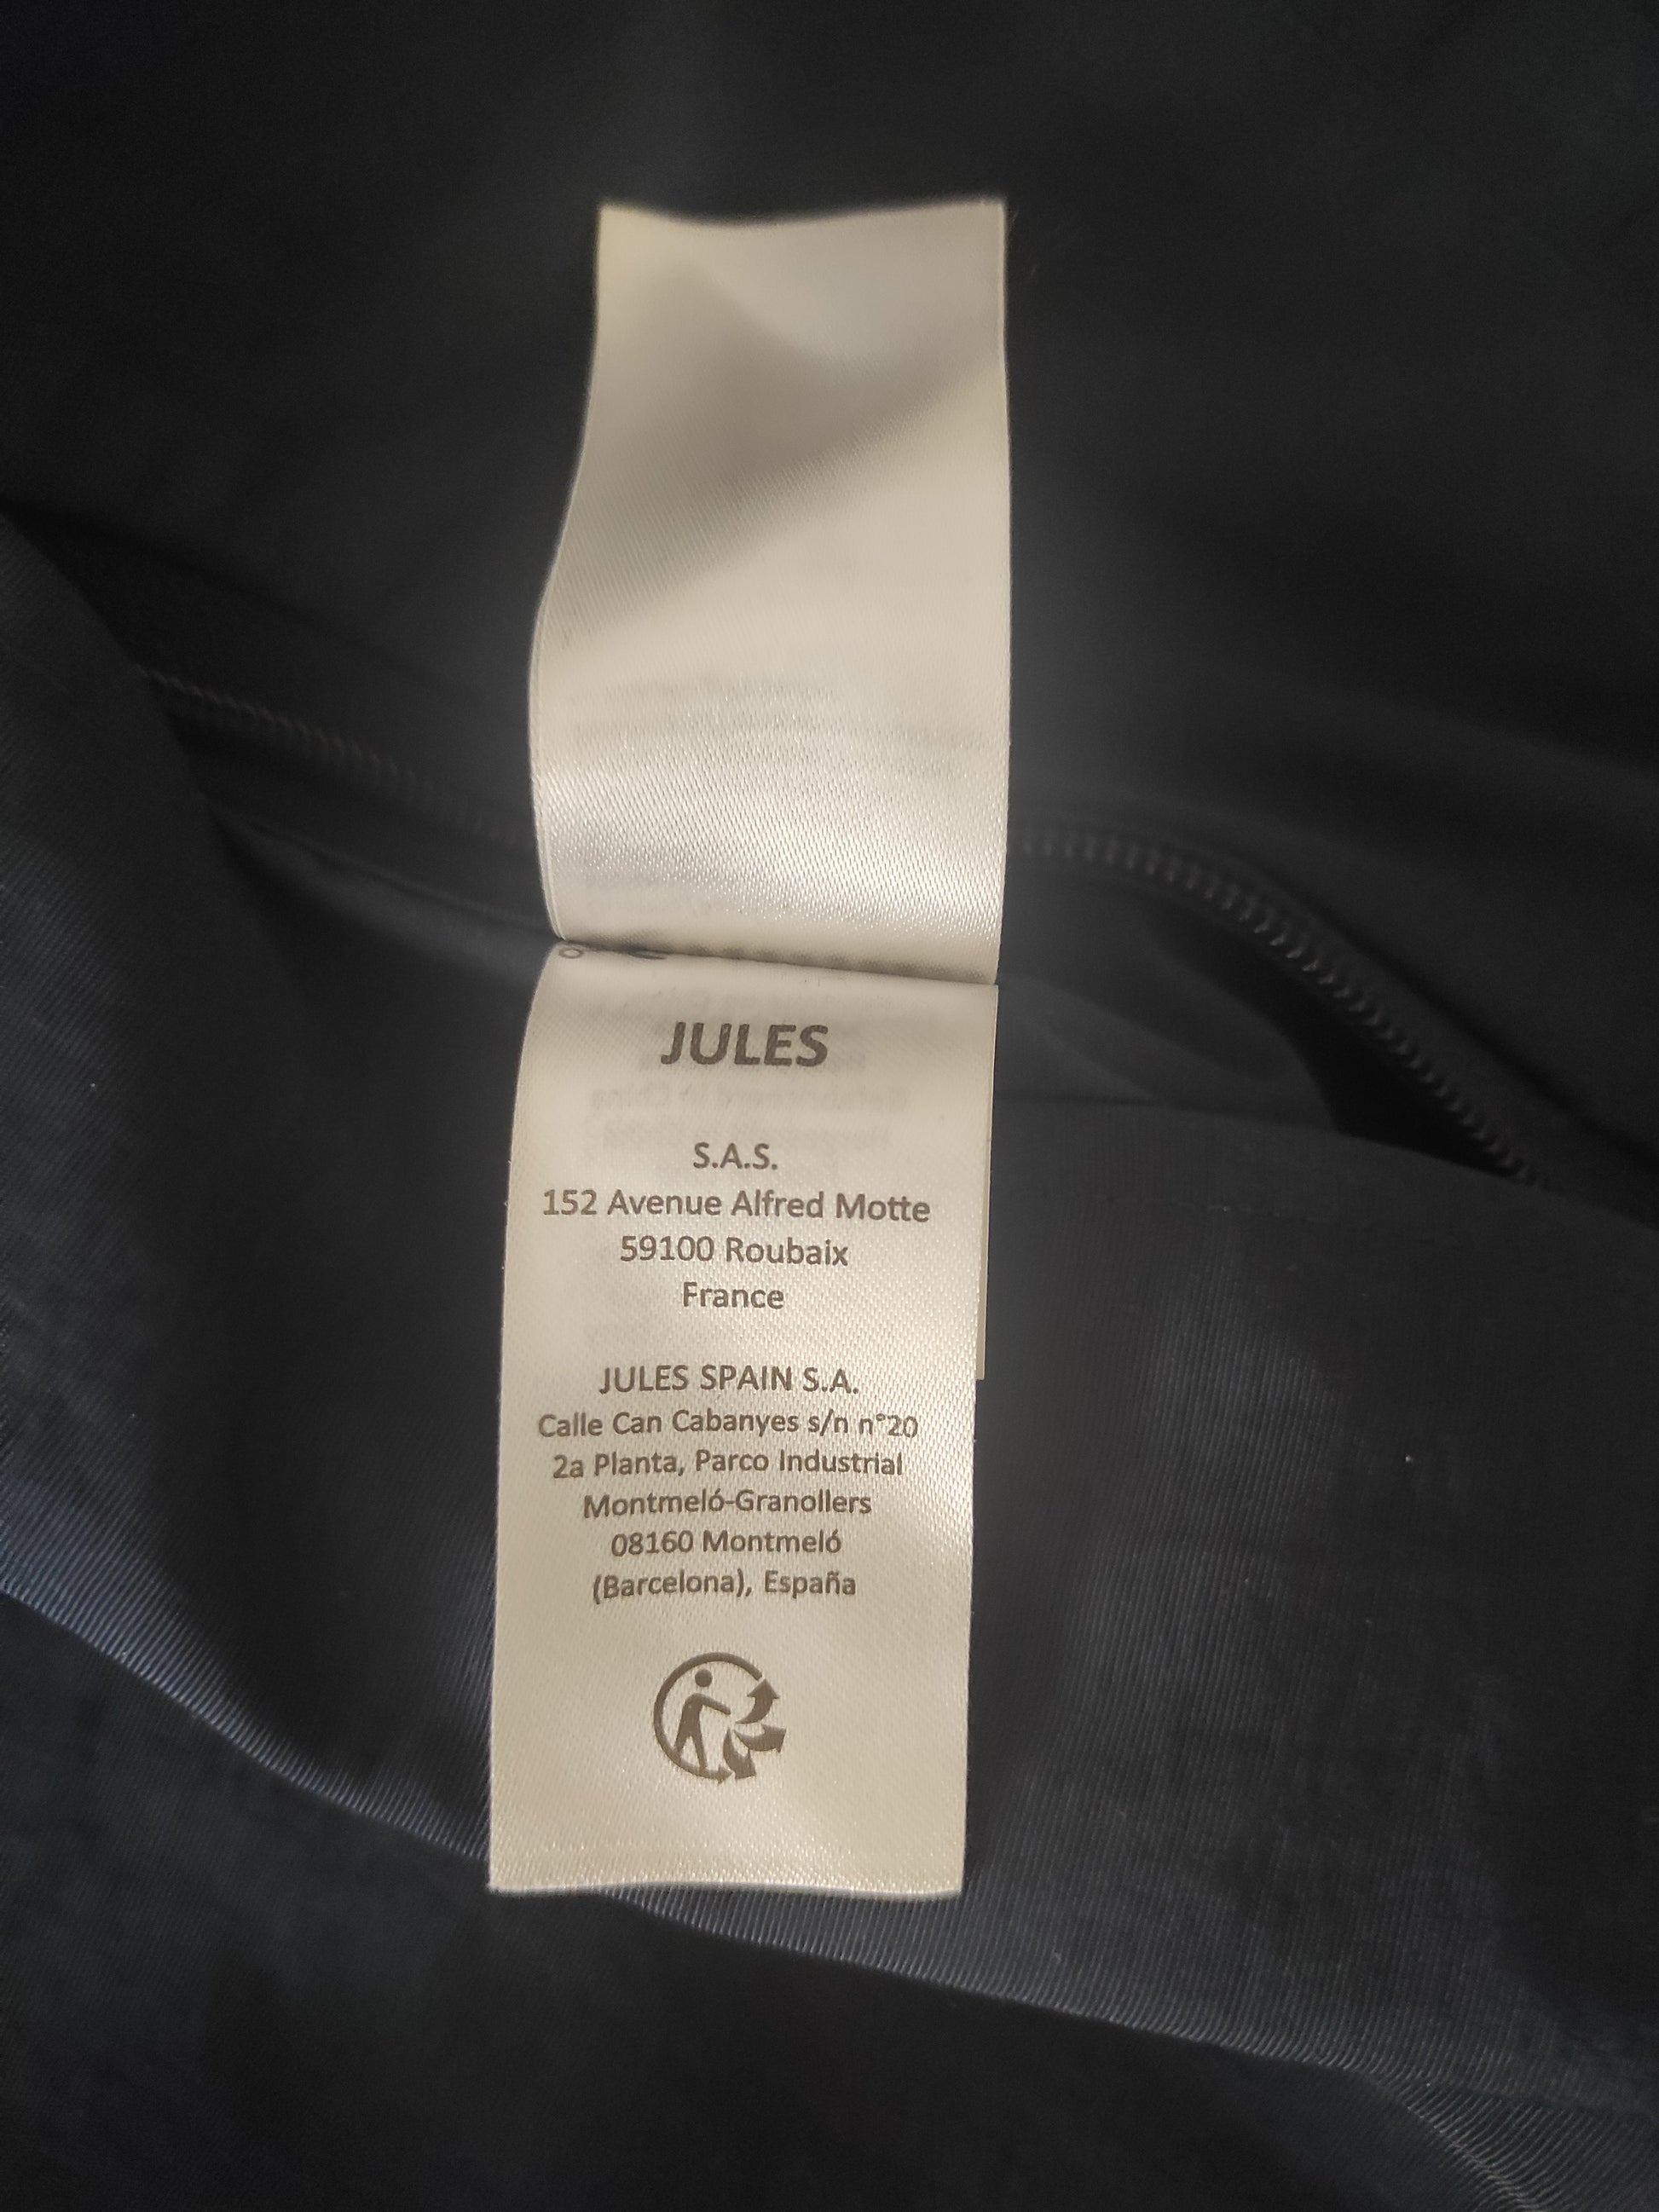 JULES
S.A.S.
152 Avenue Alfred Motte
59100 Roubaix
France
JULES SPAIN S.A.
Calle Can Cabanyes s/n n°20
2a Planta, Parco Industrial
Montmeló-Granollers
08160 Montmeló
(Barcelona), España